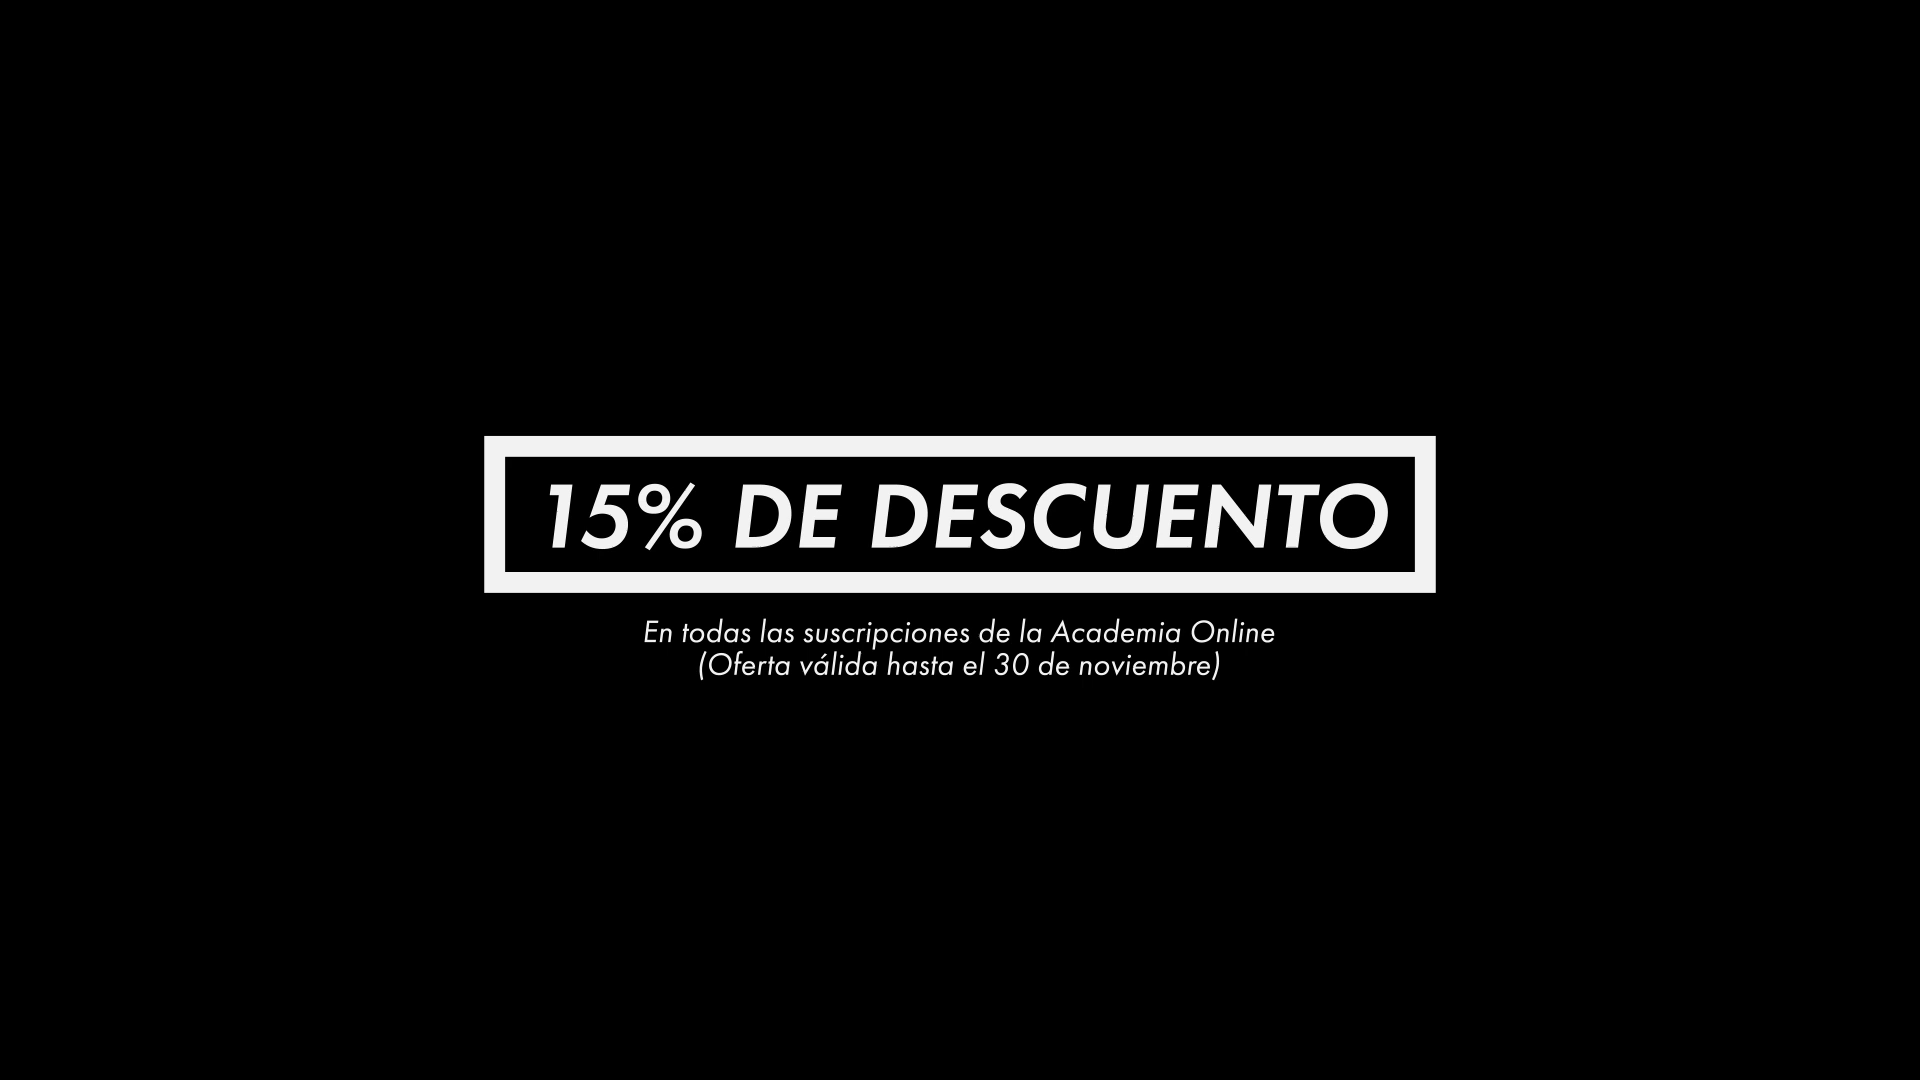 15% DE DESCUENTO
En todas las suscripciones de la Academia Online
(Oferta válida hasta el 30 de noviembre)